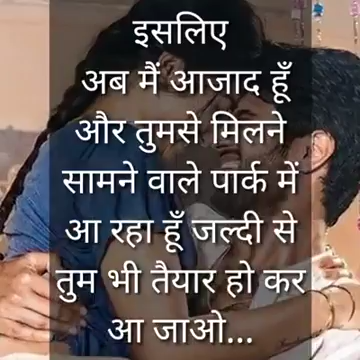 इसलिए
अब मैं आजाद हूँ
और तुमसे मिलने
सामने वाले पार्क में
आ रहा हूँ जल्दी से
तुम भी तैयार हो कर
आ जाओ...